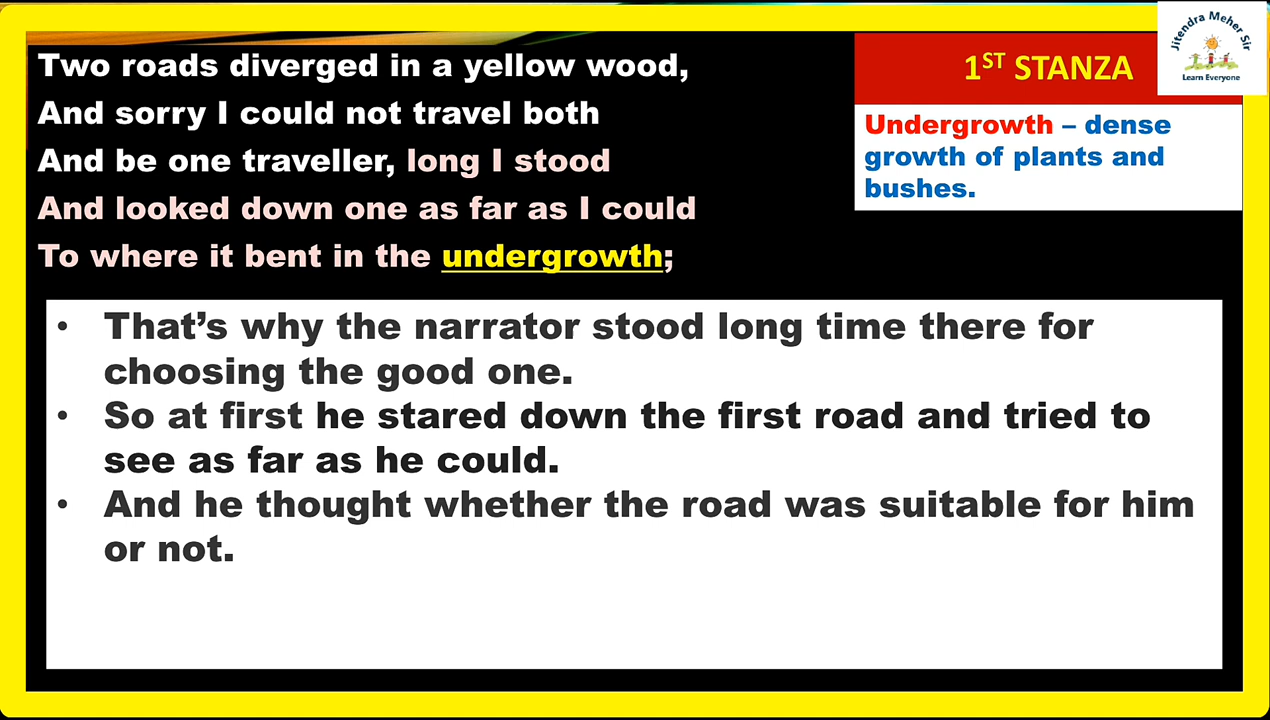 Two roads diverged in a yellow wood,
And sorry I could not travel both
And be one traveller, long I stood
And looked down one as far as I could
To where it bent in the undergrowth;
1ST STANZA
Jitendra Meher Sir
Learn Everyone
Undergrowth – dense
growth of plants and
bushes.
• That’s why the narrator stood long time there for
choosing the good one.
• So at first he stared down the first road and tried to
see as far as he could.
• And he thought whether the road was suitable for him
or not.